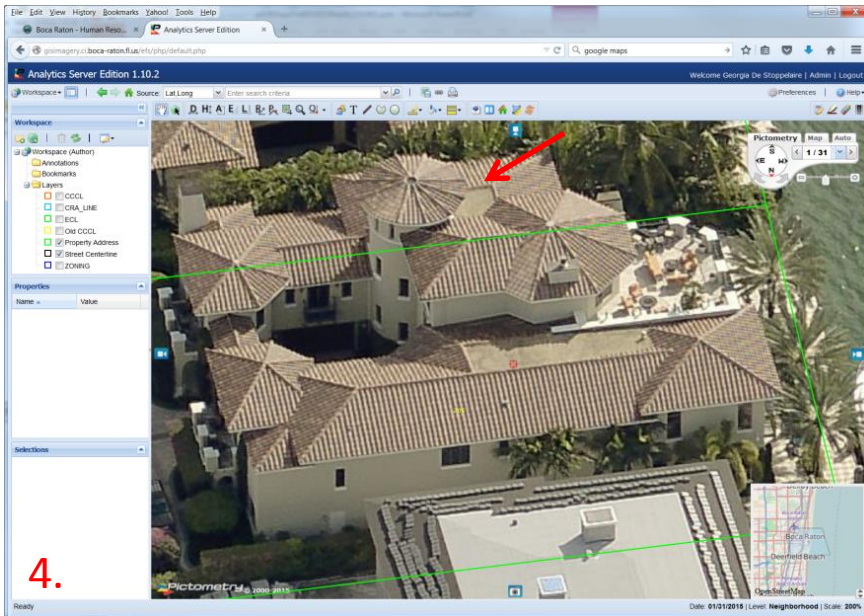 File Edit View History Bookmarks Yahoo! Tools Help
Boca Raton - Human Reso...
Analytics Server Edition
gisimagery.ci.boca-raton.fl.us/efs/php/default.php
google maps
Analytics Server Edition 1.10.2
Welcome Georgia De Stoppelaire | Admin | Logout
Workspace
Source: Lat,Long
Enter search criteria
Preferences | Help
Workspace
Workspace (Author)
Annotations
Bookmarks
Layers
CCCL
CRA_LINE
ECL
Old CCCL
Property Address
Street Centerline
ZONING
Properties
Name
Value
Selections
Pictometry Map Auto
S
E W
N
1 / 31
Boca Raton
Deerfield Beach
OpenStreetMap
4.
Pictometry © 2000-2015
Ready
Date: 01/31/2015 | Level: Neighborhood | Scale: 200%